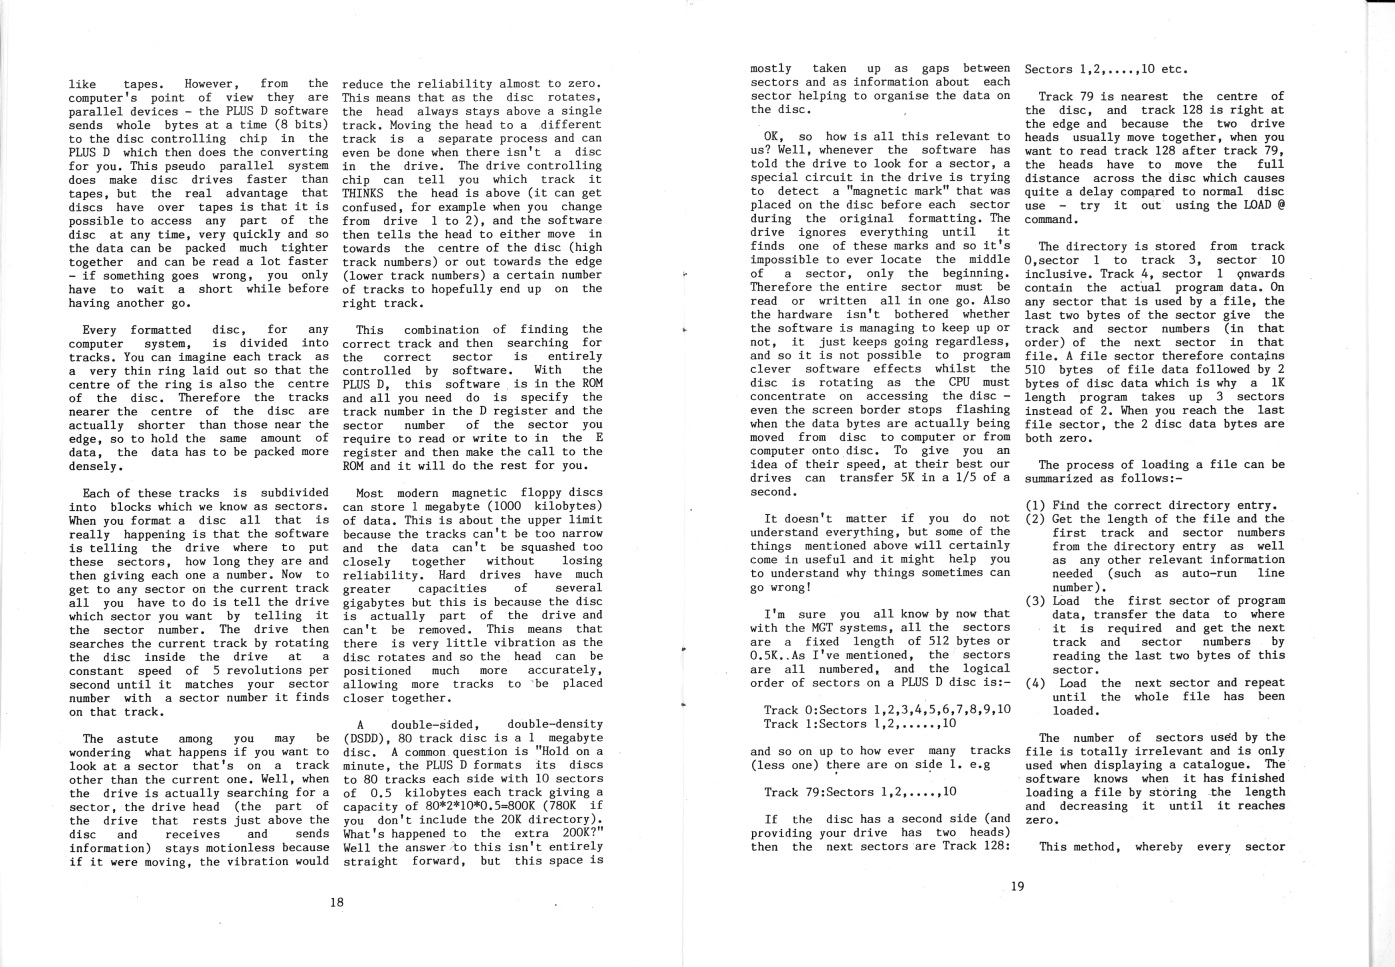 like tapes. However, from the
computer's point of view they are
parallel devices - the PLUS D software
sends whole bytes at a time (8 bits)
to the disc controlling chip in the
PLUS D which then does the converting
for you. This pseudo parallel system
does make disc drives faster than
tapes, but the real advantage that
discs have over tapes is that it is
possible to access any part of the
disc at any time, very quickly and so
the data can be packed much tighter
together and can be read a lot faster
- if something goes wrong, you only
have to wait a short while before
having another go.
Every formatted disc, for any
computer system, is divided into
tracks. You can imagine each track as
a very thin ring laid out so that the
centre of the ring is also the centre
of the disc. Therefore the tracks
nearer the centre of the disc are
actually shorter than those near the
edge, so to hold the same amount of
data, the data has to be packed more
densely.
Each of these tracks is subdivided
into blocks which we know as sectors.
When you format a disc all that is
really happening is that the software
is telling the drive where to put
these sectors, how long they are and
then giving each one a number. Now to
get to any sector on the current track
all you have to do is tell the drive
which sector you want by telling it
the sector number. The drive then
searches the current track by rotating
the disc inside the drive at a
constant speed of 5 revolutions per
second until it matches your sector
number with a sector number it finds
on that track.
The astute among you may be
wondering what happens if you want to
look at a sector that's on a track
other than the current one. Well, when
the drive is actually searching for a
sector, the drive head (the part of
the drive that rests just above the
disc and receives and sends
information) stays motionless because
if it were moving, the vibration would
reduce the reliability almost to zero.
This means that as the disc rotates,
the head always stays above a single
track. Moving the head to a different
track is a separate process and can
even be done when there isn't a disc
in the drive. The drive controlling
chip can tell you which track it
THINKS the head is above (it can get
confused, for example when you change
from drive 1 to 2), and the software
then tells the head to either move in
towards the centre of the disc (high
track numbers) or out towards the edge
(lower track numbers) a certain number
of tracks to hopefully end up on the
right track.
This combination of finding the
correct track and then searching for
the correct sector is entirely
controlled by software. With the
PLUS D, this software is in the ROM
and all you need do is specify the
track number in the D register and the
sector number of the sector you
require to read or write to in the E
register and then make the call to the
ROM and it will do the rest for you.
Most modern magnetic floppy discs
can store 1 megabyte (1000 kilobytes)
of data. This is about the upper limit
because the tracks can't be too narrow
and the data can't be squashed too
closely together without losing
reliability. Hard drives have much
greater capacities of several
gigabytes but this is because the disc
is actually part of the drive and
can't be removed. This means that
there is very little vibration as the
disc rotates and so the head can be
positioned much more accurately,
allowing more tracks to be placed
closer together.
A double-sided, double-density
(DSDD), 80 track disc is a 1 megabyte
disc. A common question is "Hold on a
minute, the PLUS D formats its discs
to 80 tracks each side with 10 sectors
of 0.5 kilobytes each track giving a
capacity of 80*2*10*0.5=800K (780K if
you don't include the 20K directory).
What's happened to the extra 200K?"
Well the answer to this isn't entirely
straight forward, but this space is
18
mostly taken up as gaps between
sectors and as information about each
sector helping to organise the data on
the disc.
OK, so how is all this relevant to
us? Well, whenever the software has
told the drive to look for a sector, a
special circuit in the drive is trying
to detect a "magnetic mark" that was
placed on the disc before each sector
during the original formatting. The
drive ignores everything until it
finds one of these marks and so it's
impossible to ever locate the middle
of a sector, only the beginning.
Therefore the entire sector must be
read or written all in one go. Also
the hardware isn't bothered whether
the software is managing to keep up or
not, it just keeps going regardless,
and so it is not possible to program
clever software effects whilst the
disc is rotating as the CPU must
concentrate on accessing the disc -
even the screen border stops flashing
when the data bytes are actually being
moved from disc to computer or from
computer onto disc. To give you an
idea of their speed, at their best our
drives can transfer 5K in a 1/5 of a
second.
It doesn't matter if you do not
understand everything, but some of the
things mentioned above will certainly
come in useful and it might help you
to understand why things sometimes can
go wrong!
I'm sure you all know by now that
with the MGT systems, all the sectors
are a fixed length of 512 bytes or
0.5K..As I've mentioned, the sectors
are all numbered, and the logical
order of sectors on a PLUS D disc is:-
Track 0:Sectors 1,2,3,4,5,6,7,8,9,10
Track 1:Sectors 1,2,.....,10
and so on up to how ever many tracks
(less one) there are on side 1. e.g
Track 79:Sectors 1,2,....,10
If the disc has a second side (and
providing your drive has two heads)
then the next sectors are Track 128:
Sectors 1,2,....,10 etc.
Track 79 is nearest the centre of
the disc, and track 128 is right at
the edge and because the two drive
heads usually move together, when you
want to read track 128 after track 79,
the heads have to move the full
distance across the disc which causes
quite a delay compared to normal disc
use - try it out using the LOAD @
command.
The directory is stored from track
0,sector 1 to track 3, sector 10
inclusive. Track 4, sector 1 onwards
contain the actual program data. On
any sector that is used by a file, the
last two bytes of the sector give the
track and sector numbers (in that
order) of the next sector in that
file. A file sector therefore contains
510 bytes of file data followed by 2
bytes of disc data which is why a 1K
length program takes up 3 sectors
instead of 2. When you reach the last
file sector, the 2 disc data bytes are
both zero.
The process of loading a file can be
summarized as follows:-
(1) Find the correct directory entry.
(2) Get the length of the file and the
first track and sector numbers
from the directory entry as well
as any other relevant information
needed (such as auto-run line
number).
(3) Load the first sector of program
data, transfer the data to where
it is required and get the next
track and sector numbers by
reading the last two bytes of this
sector.
(4) Load the next sector and repeat
until the whole file has been
loaded.
The number of sectors used by the
file is totally irrelevant and is only
used when displaying a catalogue. The
software knows when it has finished
loading a file by storing the length
and decreasing it until it reaches
zero.
This method, whereby every sector
19